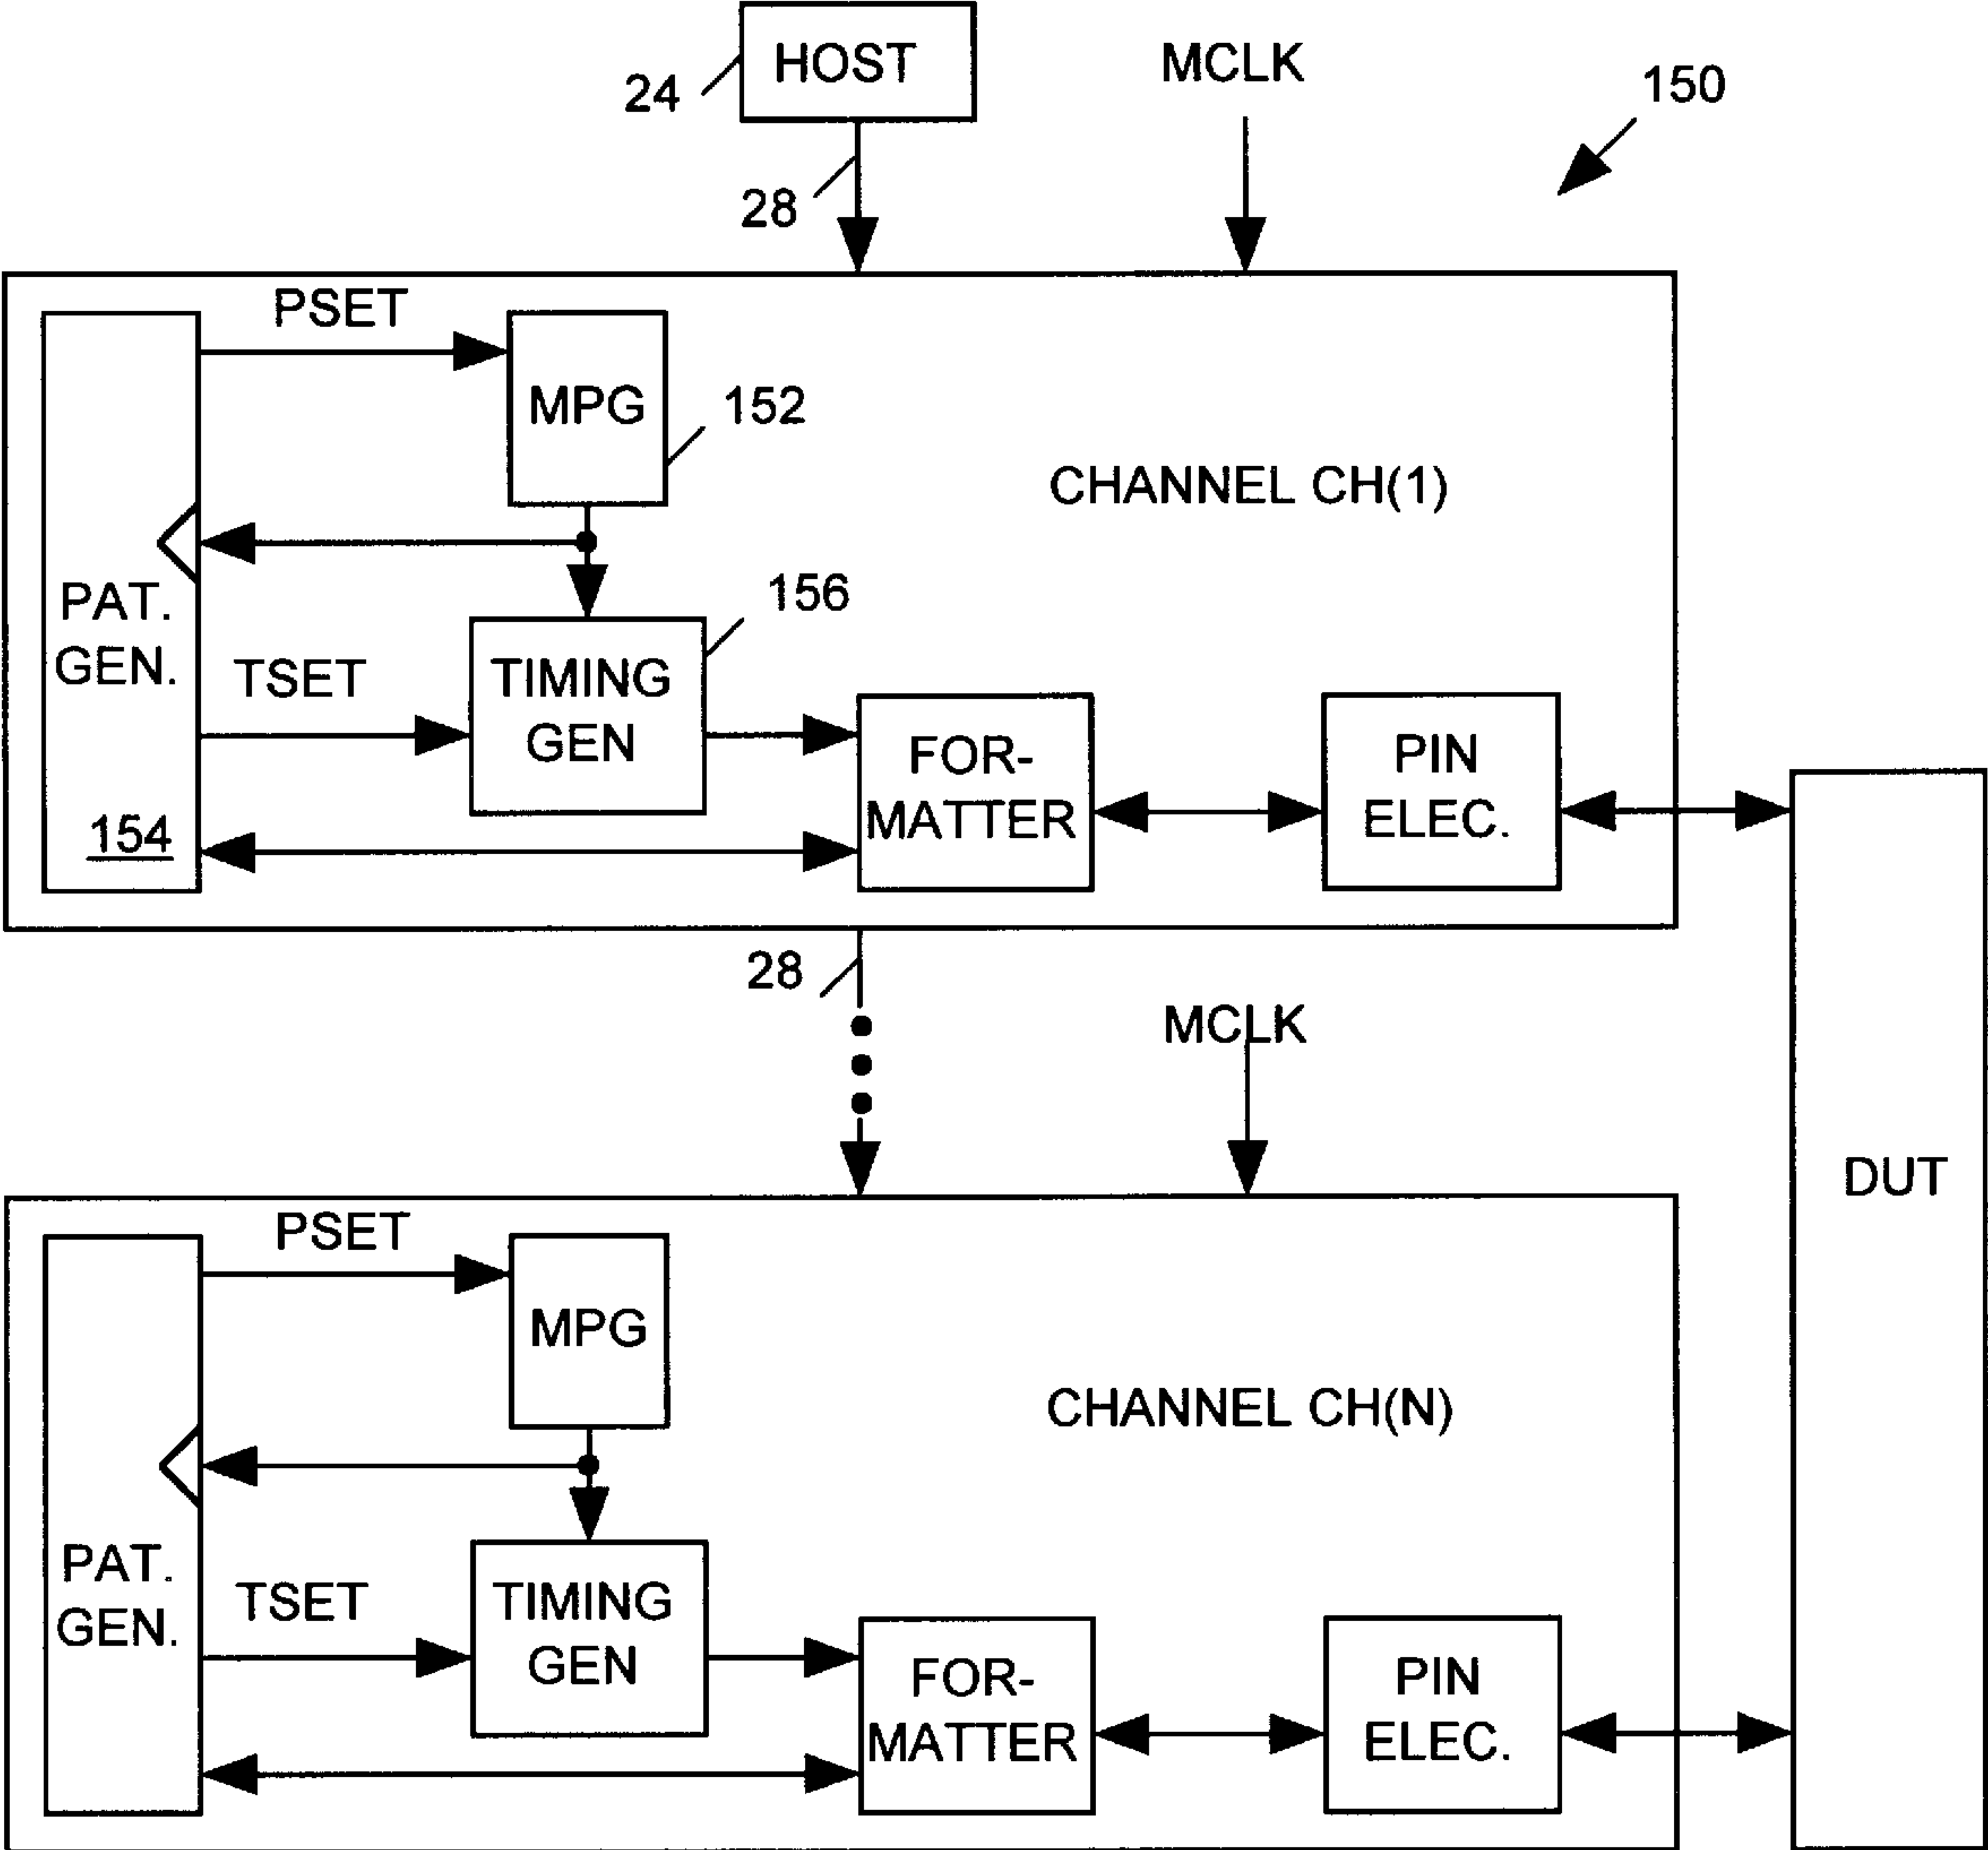 HOST
MCLK
24
150
28
PSET
MPG
152
CHANNEL CH(1)
156
PAT.
GEN.
TSET
TIMING
GEN
FOR-
MATTER
PIN
ELEC.
154
28
MCLK
DUT
PSET
MPG
CHANNEL CH(N)
PAT.
GEN.
TSET
TIMING
GEN
FOR-
MATTER
PIN
ELEC.